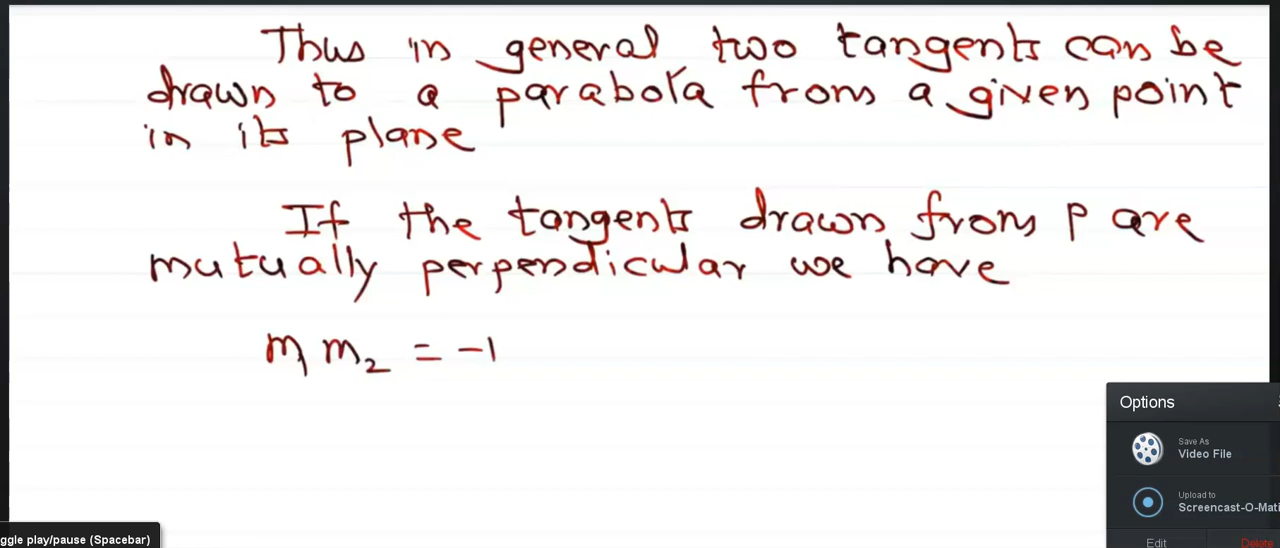 Thus in general two tangents can be
drawn to a parabola from a given point
in its plane
If the tangents drawn from P are
mutually perpendicular we have
m₁ m₂ = -1
Options
Save As
Video File
Upload to
Screencast-O-Mati
Edit
Delete
ggle play/pause (Spacebar)